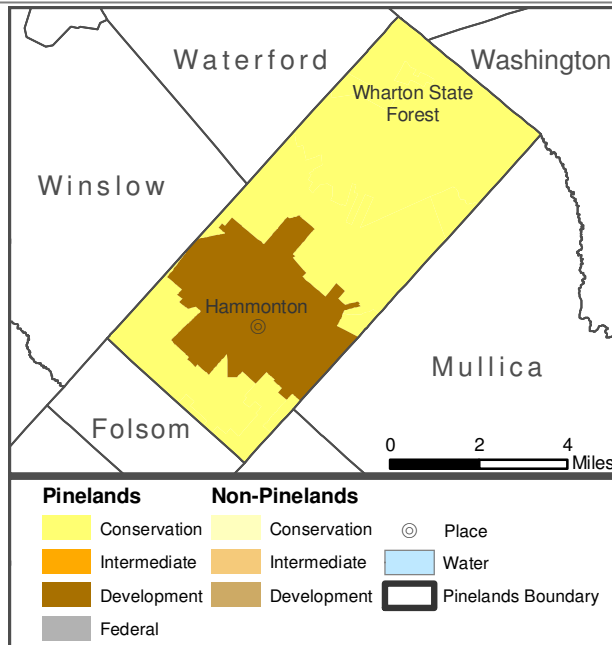 Waterford
Washington
Wharton State
Forest
Winslow
Hammonton
Mullica
Folsom
0 2 4
Miles
Pinelands Non-Pinelands
Conservation Conservation Place
Intermediate Intermediate Water
Development Development Pinelands Boundary
Federal